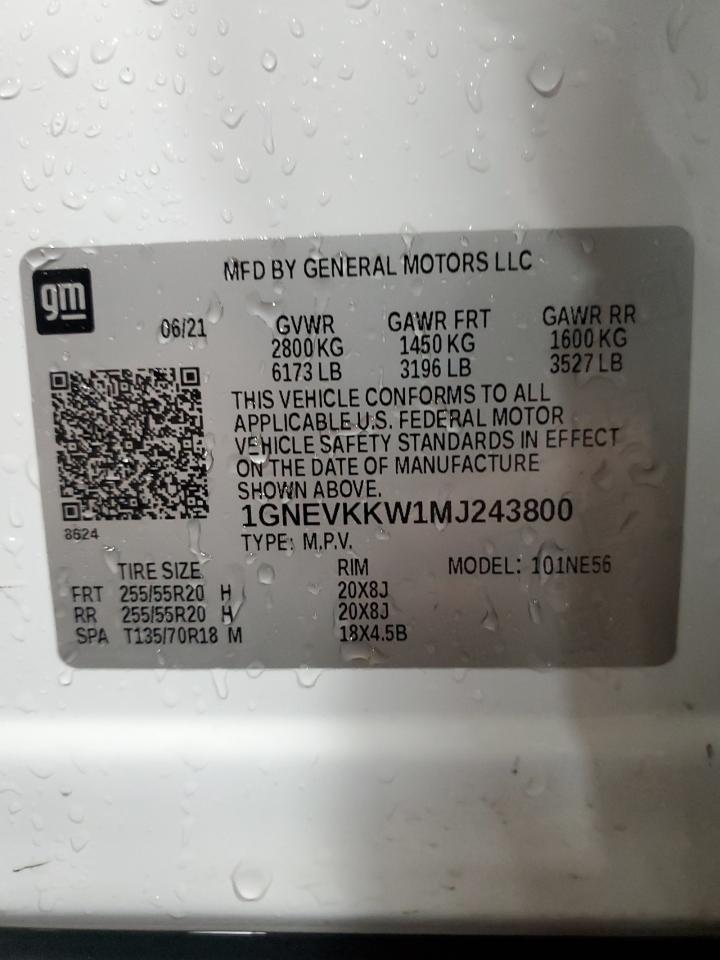 MFD BY GENERAL MOTORS LLC
gm
06/21 GVWR GAWR FRT GAWR RR
2800 KG 1450 KG 1600 KG
6173 LB 3196 LB 3527 LB
THIS VEHICLE CONFORMS TO ALL
APPLICABLE U.S. FEDERAL MOTOR
VEHICLE SAFETY STANDARDS IN EFFECT
ON THE DATE OF MANUFACTURE
SHOWN ABOVE.
1GNEVKKW1MJ243800
8624
TYPE: M.P.V.
TIRE SIZE RIM MODEL: 101NE56
FRT 255/55R20 H 20X8J
RR 255/55R20 H 20X8J
SPA T135/70R18 M 18X4.5B